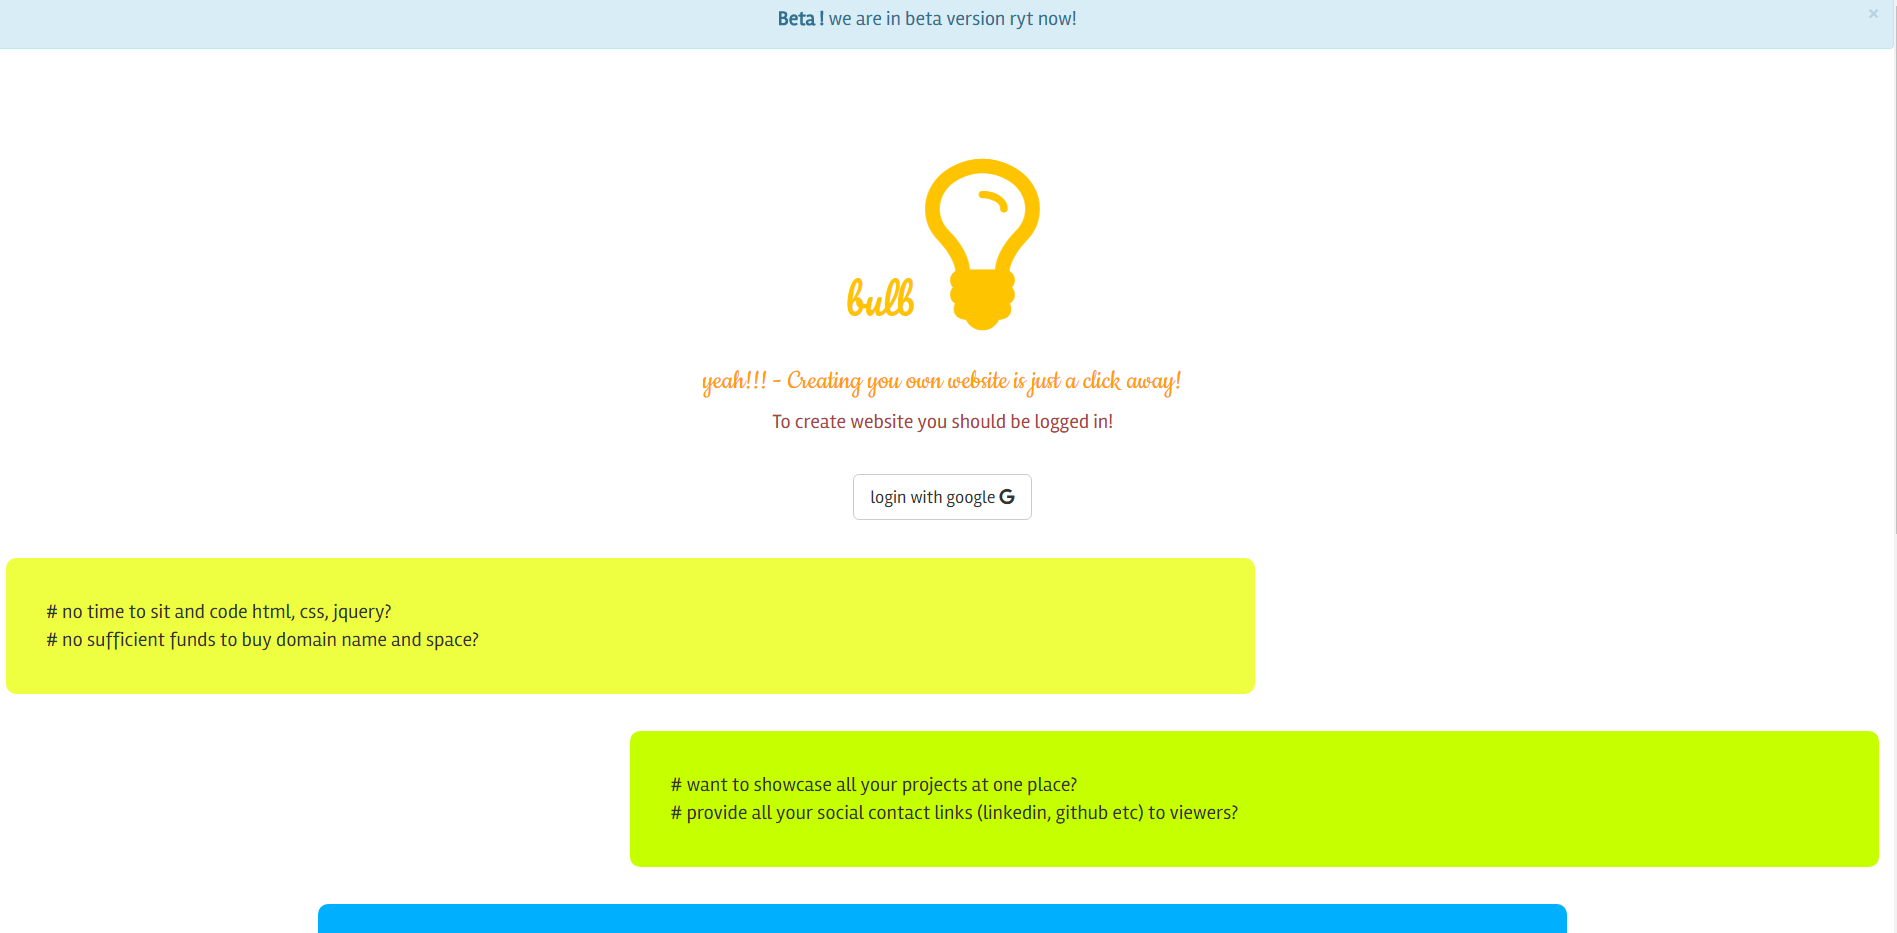 Beta ! we are in beta version ryt now!
×
bulb
yeah!!! - Creating you own website is just a click away!
To create website you should be logged in!
login with google G
# no time to sit and code html, css, jquery?
# no sufficient funds to buy domain name and space?
# want to showcase all your projects at one place?
# provide all your social contact links (linkedin, github etc) to viewers?